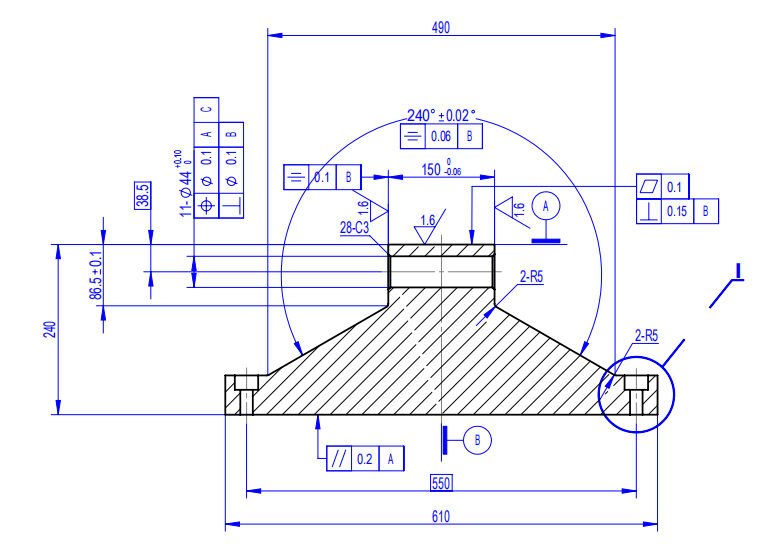 490
240°±0.02°
⌯ 0.06 B
A C
⌖ ⌀ 0.1 A C
⊥ ⌀ 0.1 B
11-⌀44 +0.10 0
38.5
⌯ 0.1 B
150 0 -0.06
1.6
1.6
1.6
A
▱ 0.1
⊥ 0.15 B
28-C3
86.5±0.1
240
2-R5
I
2-R5
B
// 0.2 A
550
610